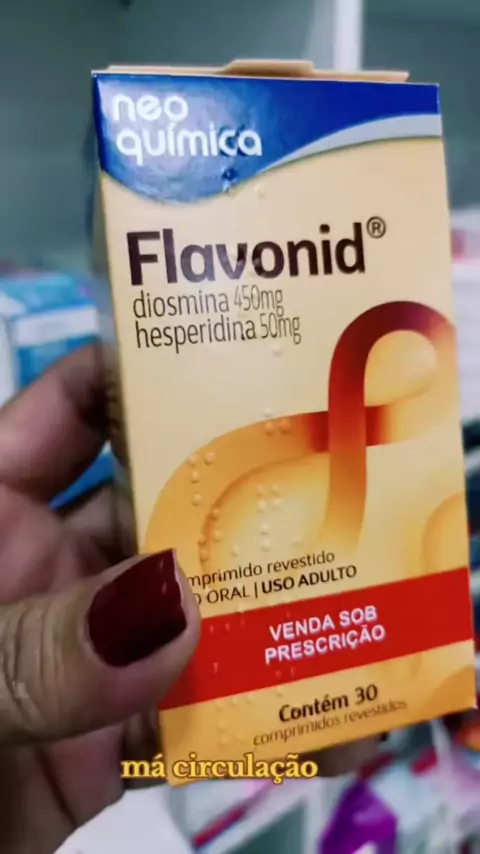 neo
química
Flavonid®
diosmina 450mg
hesperidina 50mg
mprimido revestido
ORAL | USO ADULTO
VENDA SOB
PRESCRIÇÃO
Contém 30
comprimidos revestidos
má circulação